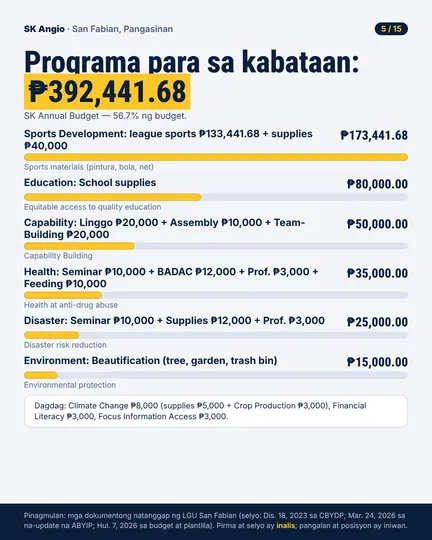 SK Angio · San Fabian, Pangasinan
5 / 15
Programa para sa kabataan:
₱392,441.68
SK Annual Budget — 56.7% ng budget.
Sports Development: league sports ₱133,441.68 + supplies
₱40,000
₱173,441.68
Sports materials (pintura, bola, net)
Education: School supplies
₱80,000.00
Equitable access to quality education
Capability: Linggo ₱20,000 + Assembly ₱10,000 + Team-
Building ₱20,000
₱50,000.00
Capability Building
Health: Seminar ₱10,000 + BADAC ₱12,000 + Prof. ₱3,000 +
Feeding ₱10,000
₱35,000.00
Health at anti-drug abuse
Disaster: Seminar ₱10,000 + Supplies ₱12,000 + Prof. ₱3,000
₱25,000.00
Disaster risk reduction
Environment: Beautification (tree, garden, trash bin)
₱15,000.00
Environmental protection
Dagdag: Climate Change ₱8,000 (supplies ₱5,000 + Crop Production ₱3,000), Financial
Literacy ₱3,000, Focus Information Access ₱3,000.
Pinagmulan: mga dokumentong natanggap ng LGU San Fabian (selyo: Dis. 18, 2023 sa CBYDP; Mar. 24, 2026 sa
na-update na ABYIP; Hul. 7, 2026 sa budget at plantilla). Pirma at selyo ay inalis; pangalan at posisyon ay iniwan.